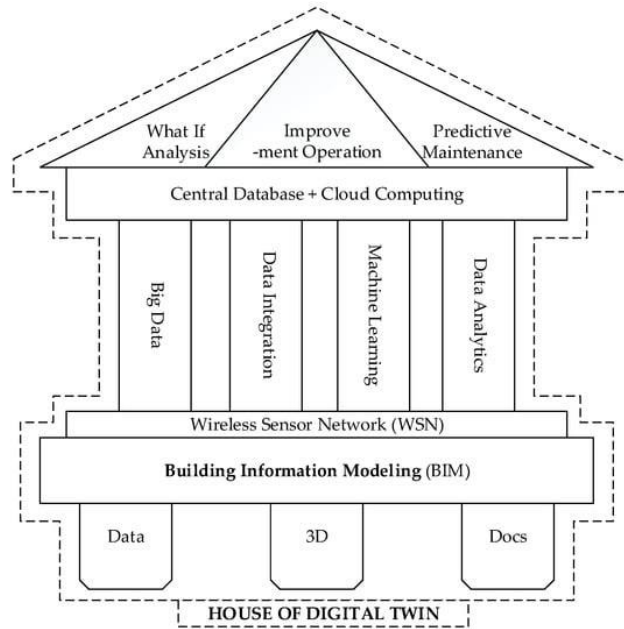 What If
Analysis
Improve
-ment Operation
Predictive
Maintenance
Central Database + Cloud Computing
Big Data
Data Integration
Machine Learning
Data Analytics
Wireless Sensor Network (WSN)
Building Information Modeling (BIM)
Data
3D
Docs
HOUSE OF DIGITAL TWIN